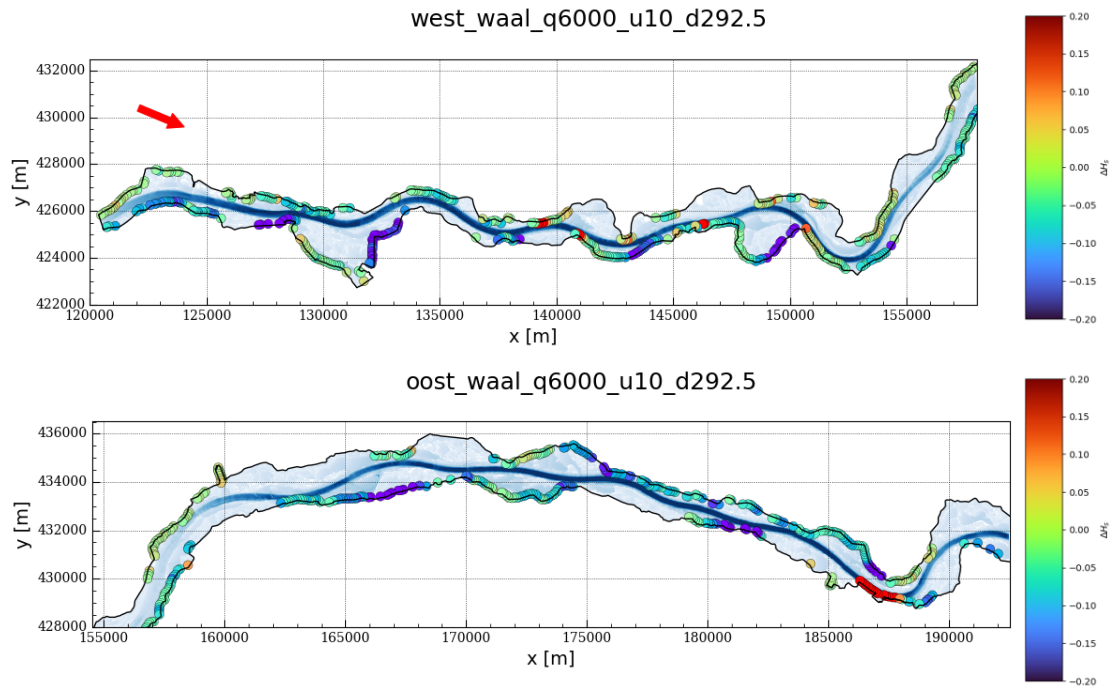 west_waal_q6000_u10_d292.5
0.20
0.15
0.10
0.05
0.00
−0.05
−0.10
−0.15
−0.20
ΔHs
432000
430000
428000
426000
424000
422000
y [m]
120000 125000 130000 135000 140000 145000 150000 155000
x [m]
oost_waal_q6000_u10_d292.5
0.20
0.15
0.10
0.05
0.00
−0.05
−0.10
−0.15
−0.20
ΔHs
436000
434000
432000
430000
428000
y [m]
155000 160000 165000 170000 175000 180000 185000 190000
x [m]